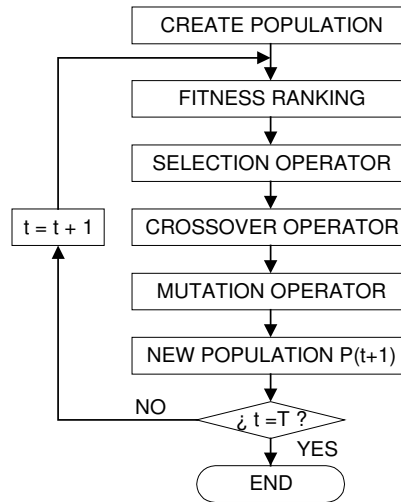 CREATE POPULATION
FITNESS RANKING
SELECTION OPERATOR
t = t + 1
CROSSOVER OPERATOR
MUTATION OPERATOR
NEW POPULATION P(t+1)
NO
¿ t =T ?
YES
END